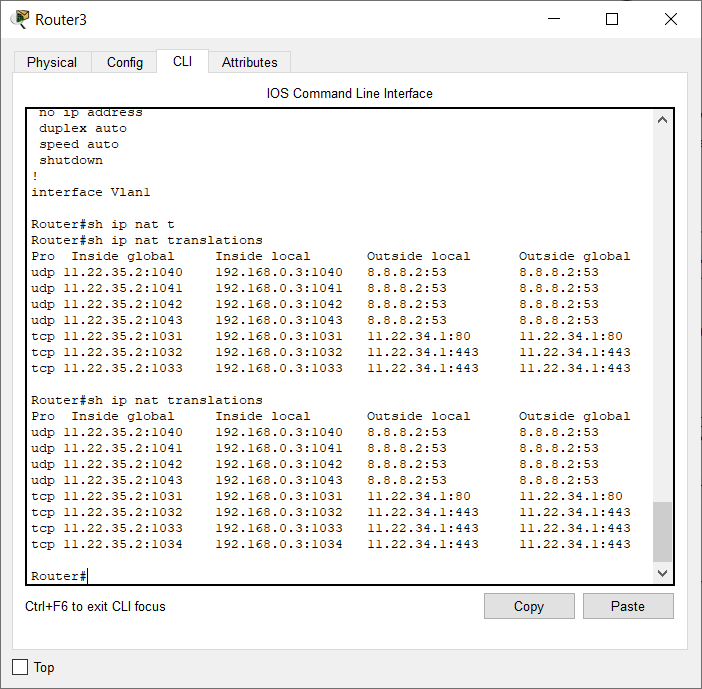 Router3
Physical Config CLI Attributes
IOS Command Line Interface
no ip address
duplex auto
speed auto
shutdown
!
interface Vlan1
Router#sh ip nat t
Router#sh ip nat translations
Pro Inside global Inside local Outside local Outside global
udp 11.22.35.2:1040 192.168.0.3:1040 8.8.8.2:53 8.8.8.2:53
udp 11.22.35.2:1041 192.168.0.3:1041 8.8.8.2:53 8.8.8.2:53
udp 11.22.35.2:1042 192.168.0.3:1042 8.8.8.2:53 8.8.8.2:53
udp 11.22.35.2:1043 192.168.0.3:1043 8.8.8.2:53 8.8.8.2:53
tcp 11.22.35.2:1031 192.168.0.3:1031 11.22.34.1:80 11.22.34.1:80
tcp 11.22.35.2:1032 192.168.0.3:1032 11.22.34.1:443 11.22.34.1:443
tcp 11.22.35.2:1033 192.168.0.3:1033 11.22.34.1:443 11.22.34.1:443
Router#sh ip nat translations
Pro Inside global Inside local Outside local Outside global
udp 11.22.35.2:1040 192.168.0.3:1040 8.8.8.2:53 8.8.8.2:53
udp 11.22.35.2:1041 192.168.0.3:1041 8.8.8.2:53 8.8.8.2:53
udp 11.22.35.2:1042 192.168.0.3:1042 8.8.8.2:53 8.8.8.2:53
udp 11.22.35.2:1043 192.168.0.3:1043 8.8.8.2:53 8.8.8.2:53
tcp 11.22.35.2:1031 192.168.0.3:1031 11.22.34.1:80 11.22.34.1:80
tcp 11.22.35.2:1032 192.168.0.3:1032 11.22.34.1:443 11.22.34.1:443
tcp 11.22.35.2:1033 192.168.0.3:1033 11.22.34.1:443 11.22.34.1:443
tcp 11.22.35.2:1034 192.168.0.3:1034 11.22.34.1:443 11.22.34.1:443
Router#
Ctrl+F6 to exit CLI focus
Copy Paste
Top